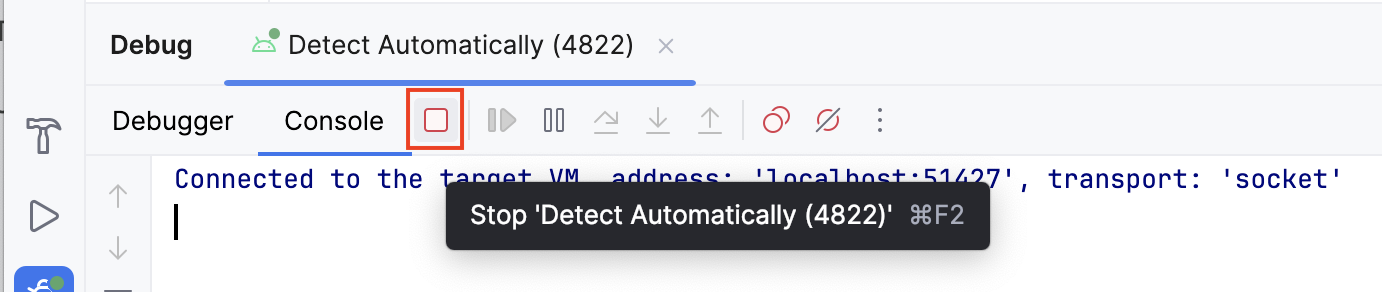 Debug Detect Automatically (4822)
Debugger Console
Connected to the target VM, address: 'localhost:51427', transport: 'socket'
Stop 'Detect Automatically (4822)' ⌘F2